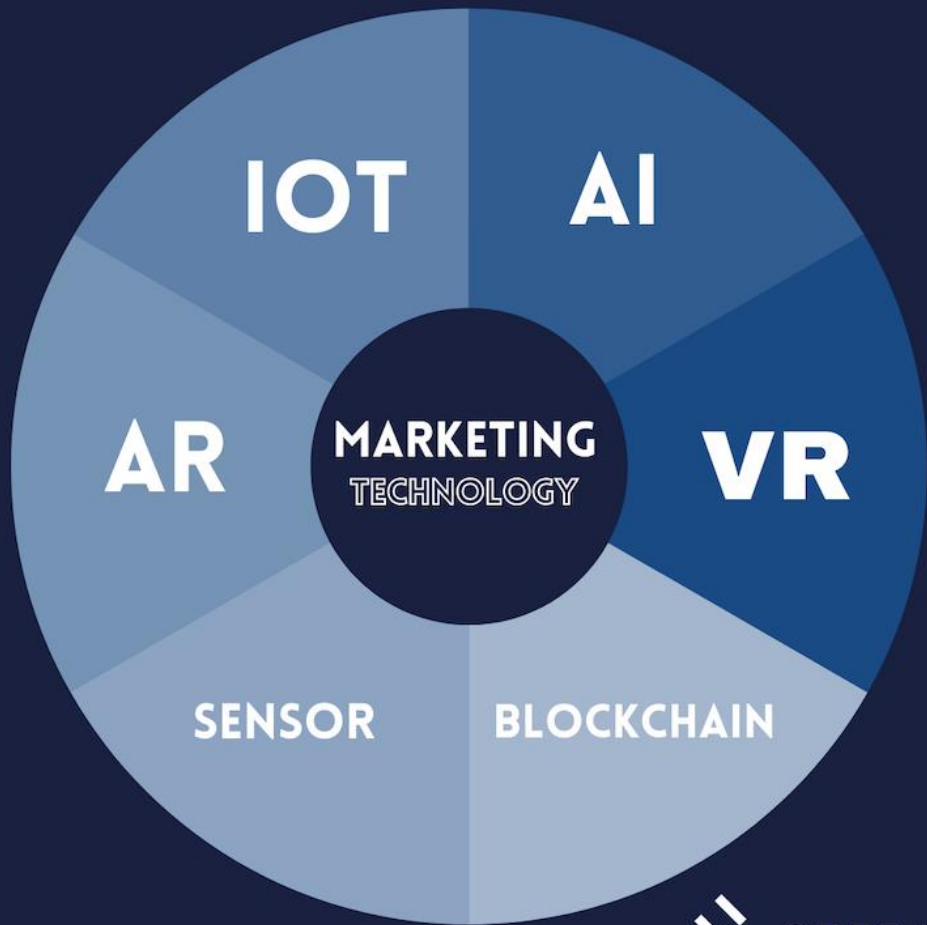 IOT
AI
AR
MARKETING
TECHNOLOGY
VR
SENSOR
BLOCKCHAIN